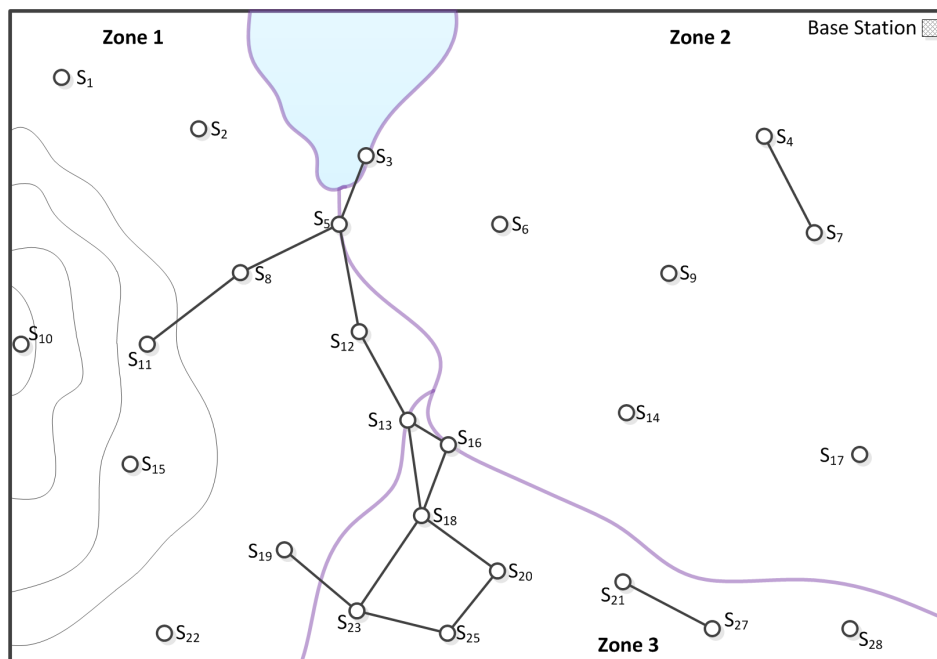 Zone 1
Zone 2
Base Station
S1
S2
S3
S4
S5
S6
S7
S8
S9
S10
S11
S12
S13
S14
S15
S16
S17
S18
S19
S20
S21
S22
S23
S25
S27
S28
Zone 3